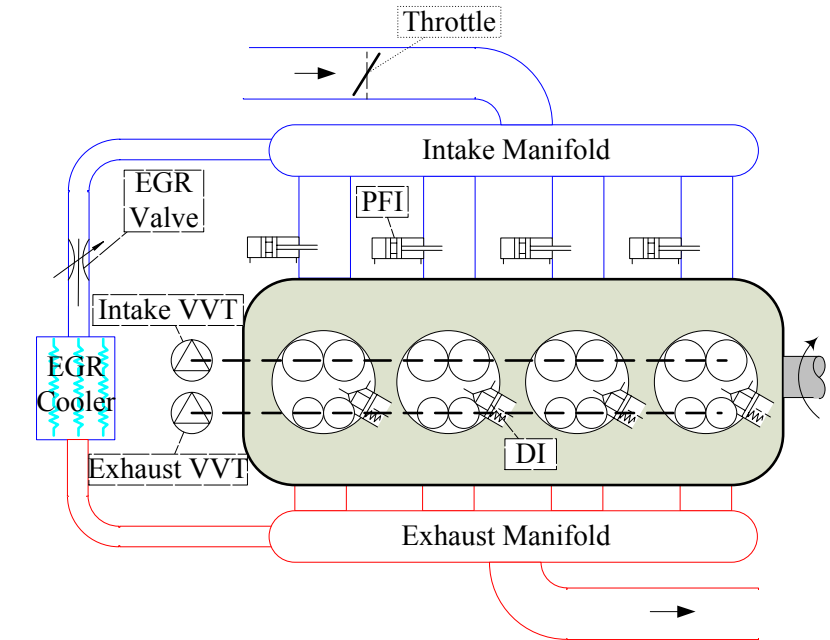 Throttle
Intake Manifold
EGR
Valve
PFI
Intake VVT
EGR
Cooler
Exhaust VVT
DI
Exhaust Manifold